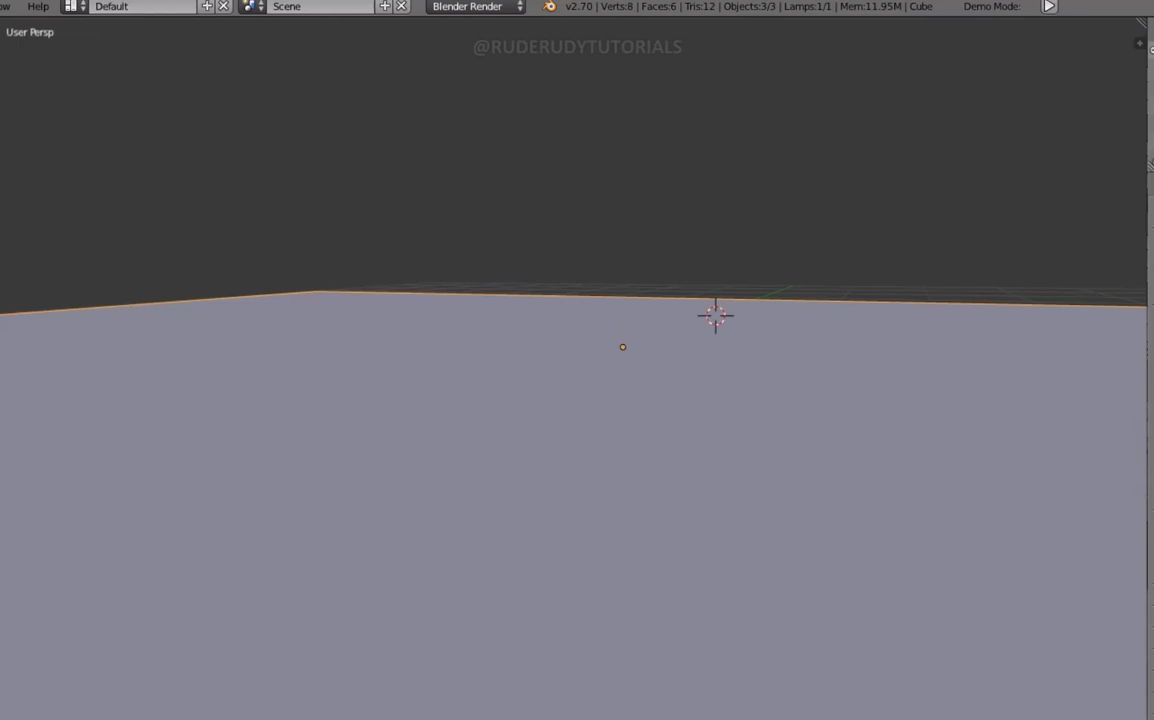 ow Help Default Scene Blender Render v2.70 | Verts:8 | Faces:6 | Tris:12 | Objects:3/3 | Lamps:1/1 | Mem:11.95M | Cube Demo Mode:
User Persp
@RUDERUDYTUTORIALS